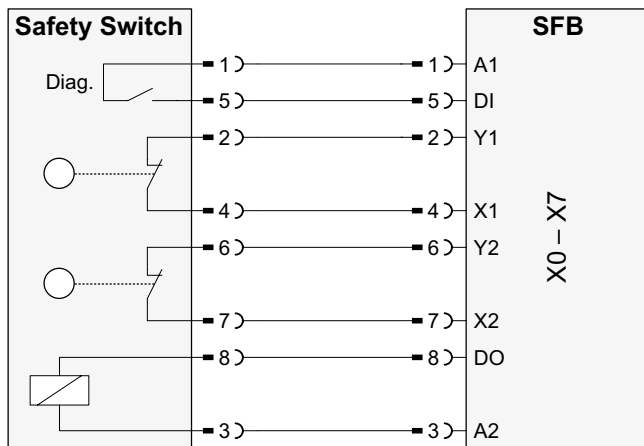 Safety Switch SFB
1 1 A1
Diag.
5 5 DI
2 2 Y1
4 4 X1
6 6 Y2
X0 – X7
7 7 X2
8 8 DO
3 3 A2